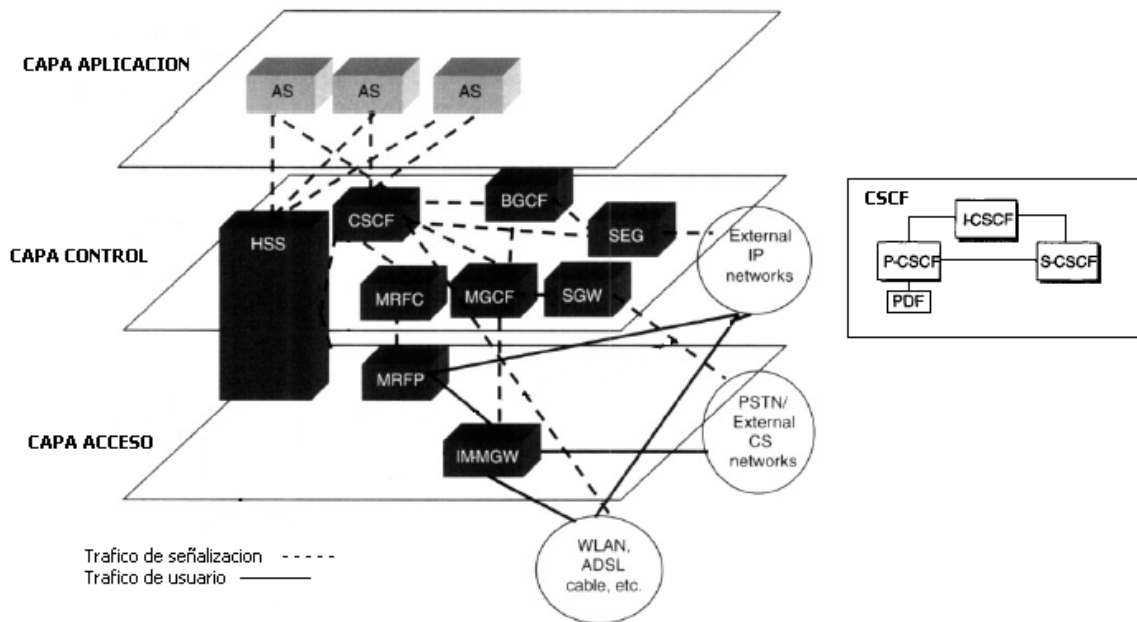 CAPA APLICACION
AS
AS
AS
CAPA CONTROL
HSS
CSCF
BGCF
SEG
MRFC
MGCF
SGW
External
IP
networks
CAPA ACCESO
MRFP
IM-MGW
PSTN/
External
CS
networks
WLAN,
ADSL
cable, etc.
Trafico de señalizacion
Trafico de usuario
CSCF
I-CSCF
P-CSCF
S-CSCF
PDF